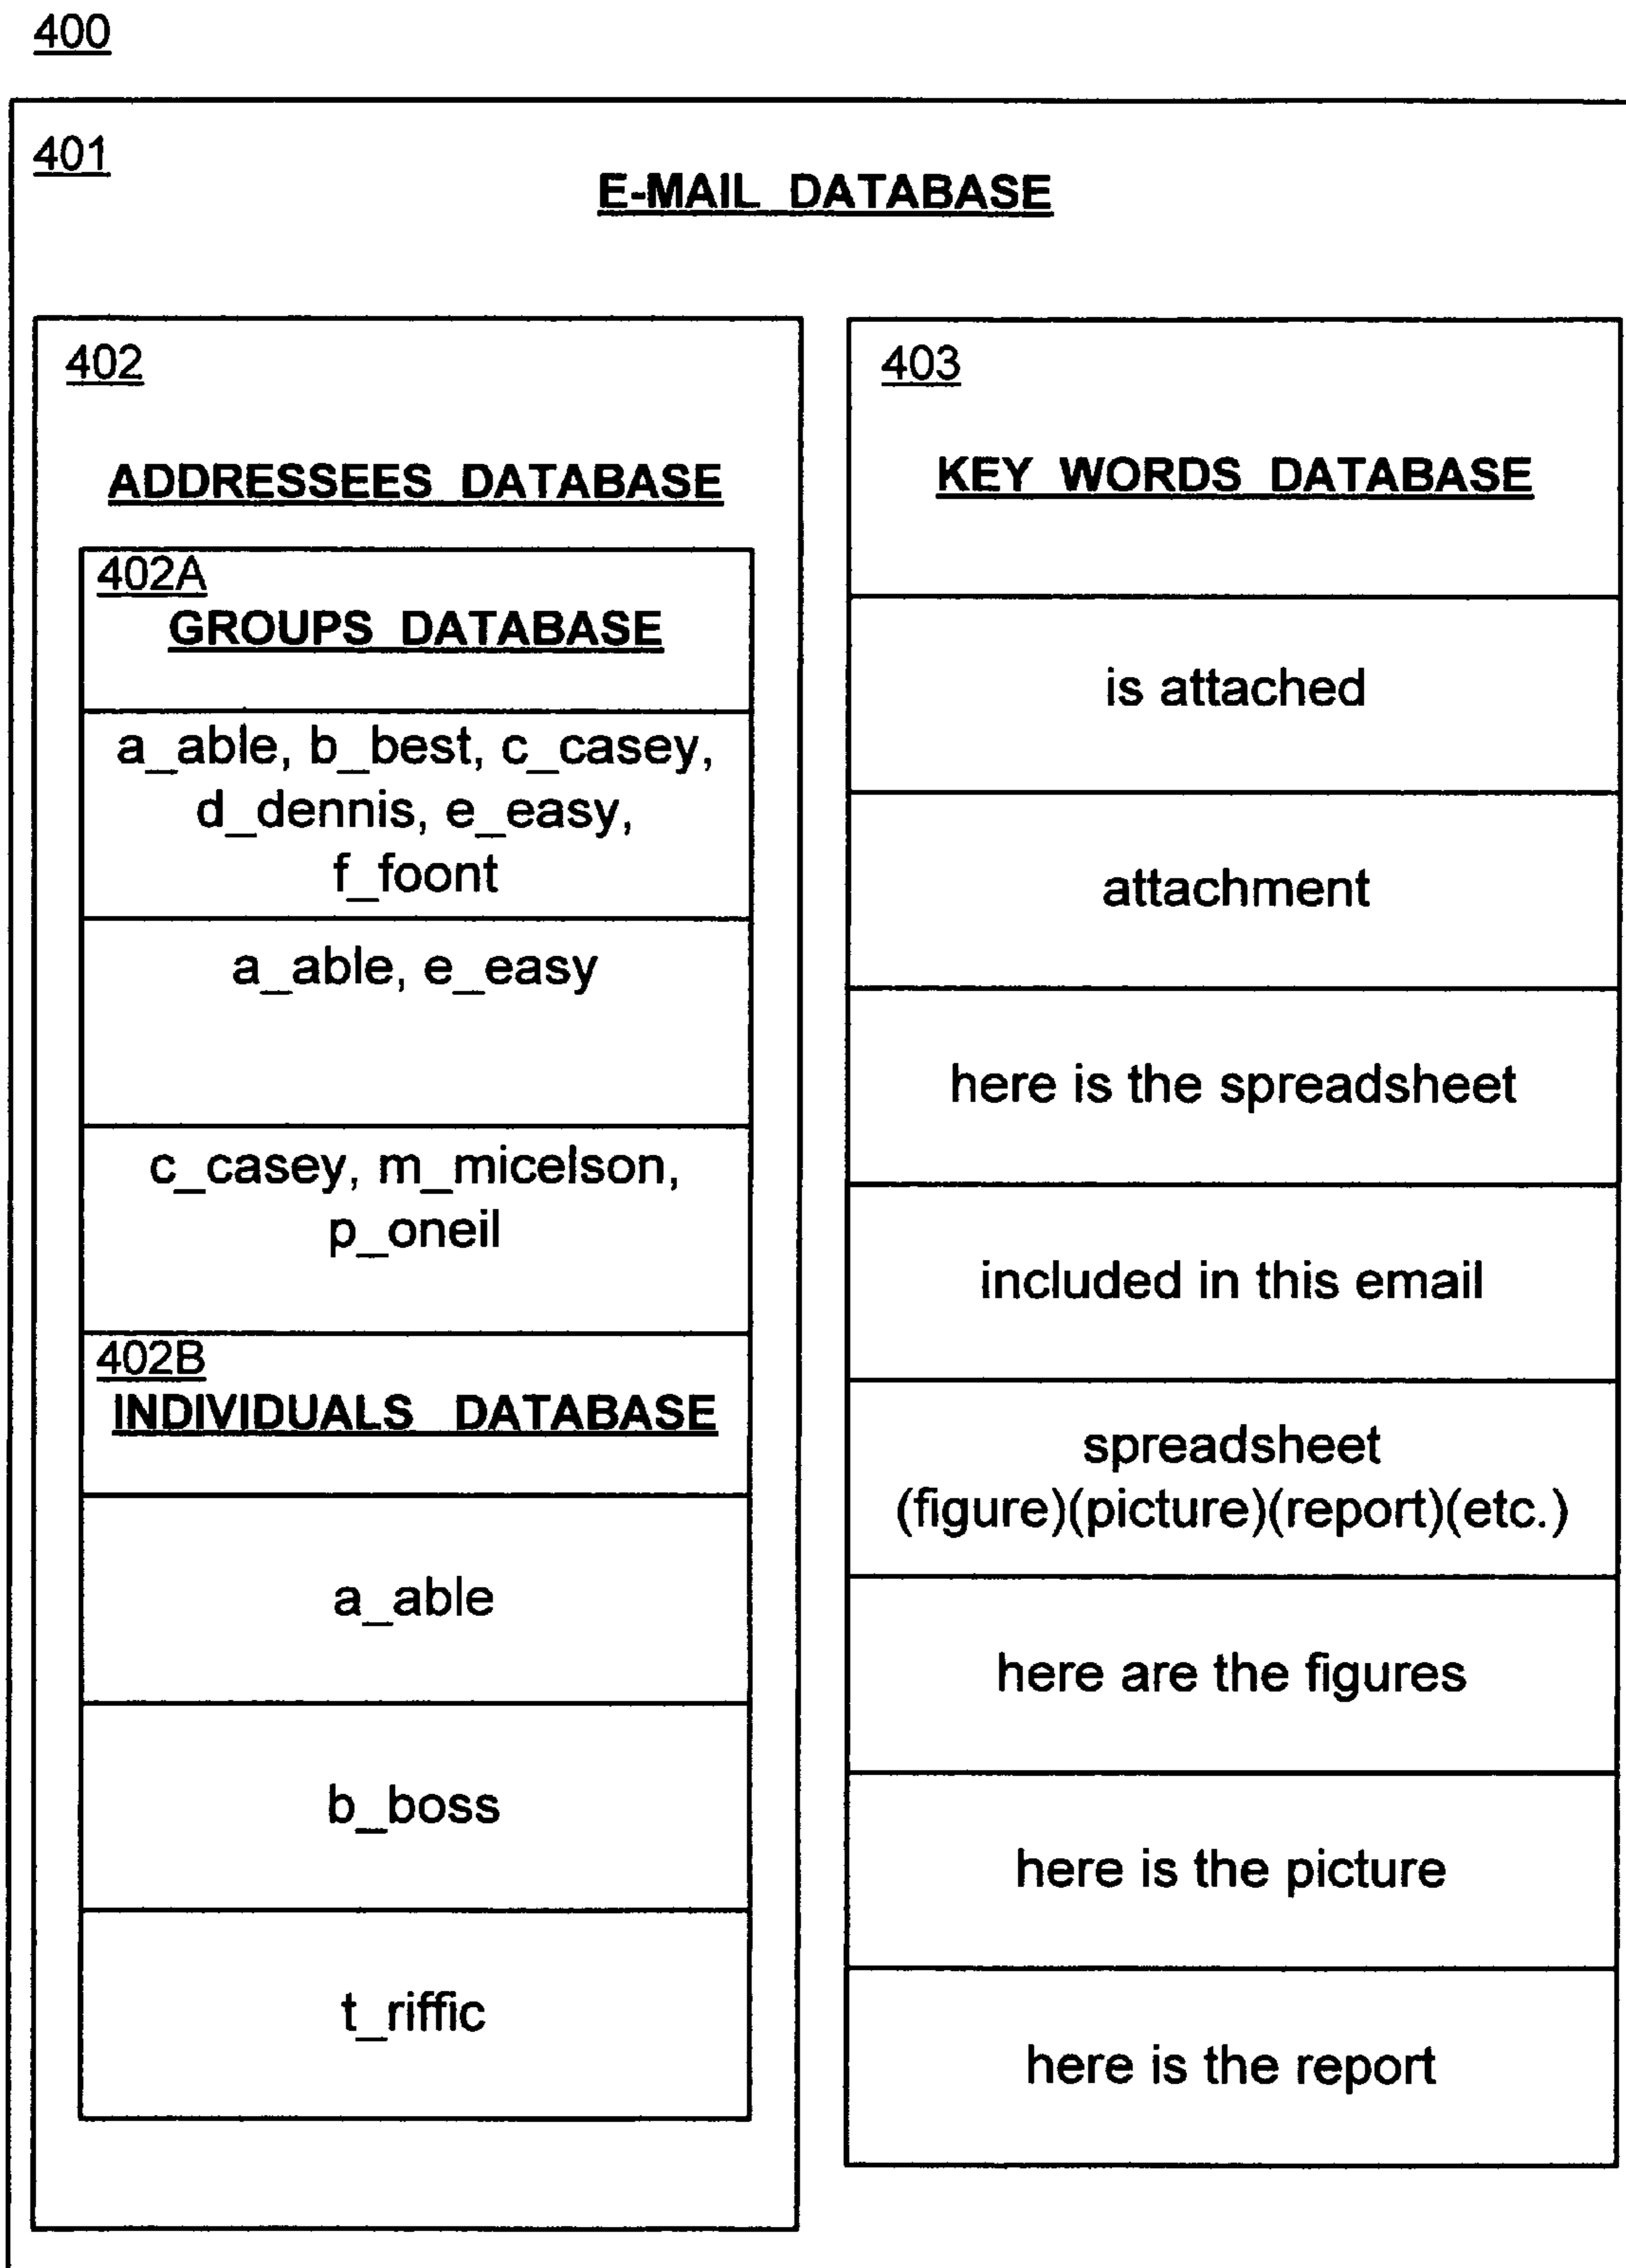 400
401
E-MAIL DATABASE
402
ADDRESSEES DATABASE
402A
GROUPS DATABASE
a_able, b_best, c_casey,
d_dennis, e_easy,
f_foont
a_able, e_easy
c_casey, m_micelson,
p_oneil
402B
INDIVIDUALS DATABASE
a_able
b_boss
t_riffic
403
KEY WORDS DATABASE
is attached
attachment
here is the spreadsheet
included in this email
spreadsheet
(figure)(picture)(report)(etc.)
here are the figures
here is the picture
here is the report